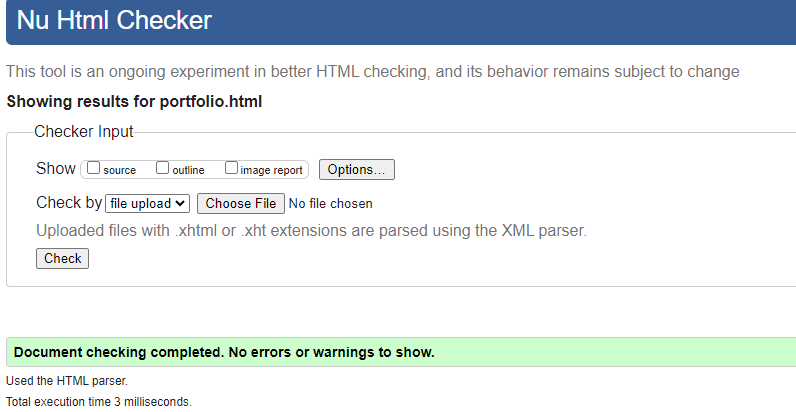 Nu Html Checker
This tool is an ongoing experiment in better HTML checking, and its behavior remains subject to change
Showing results for portfolio.html
Checker Input
Show source outline image report Options...
Check by file upload Choose File No file chosen
Uploaded files with .xhtml or .xht extensions are parsed using the XML parser.
Check
Document checking completed. No errors or warnings to show.
Used the HTML parser.
Total execution time 3 milliseconds.